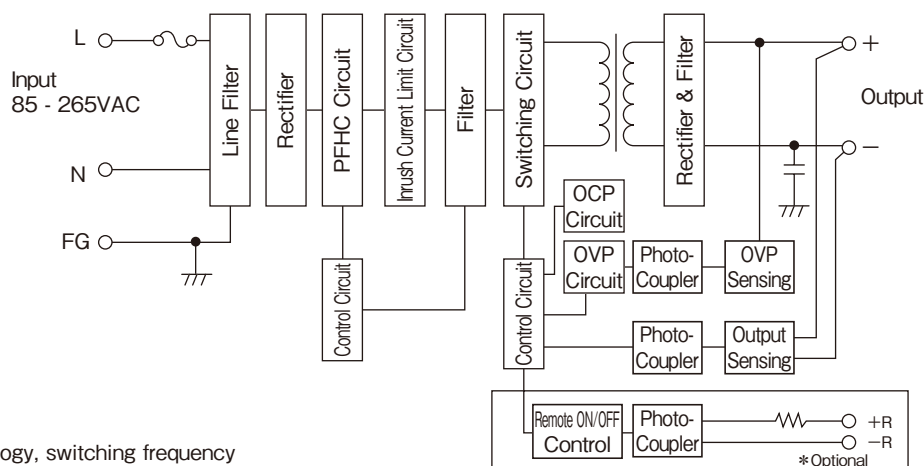 L
Input
85 - 265VAC
N
FG
Line Filter
Rectifier
PFHC Circuit
Inrush Current Limit Circuit
Filter
Switching Circuit
Rectifier & Filter
+
Output
−
Control Circuit
Control Circuit
OCP
Circuit
OVP
Circuit
Photo-
Coupler
OVP
Sensing
Photo-
Coupler
Output
Sensing
Remote ON/OFF
Control
Photo-
Coupler
+R
−R
*Optional
ogy, switching frequency